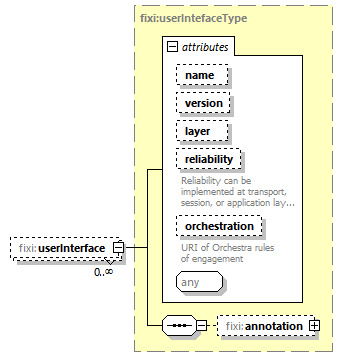 fixi:userIntefaceType
attributes
name
version
layer
reliability
Reliability can be
implemented at transport,
session, or application lay...
orchestration
URI of Orchestra rules
of engagement
any
fixi:userInterface
0..∞
fixi:annotation